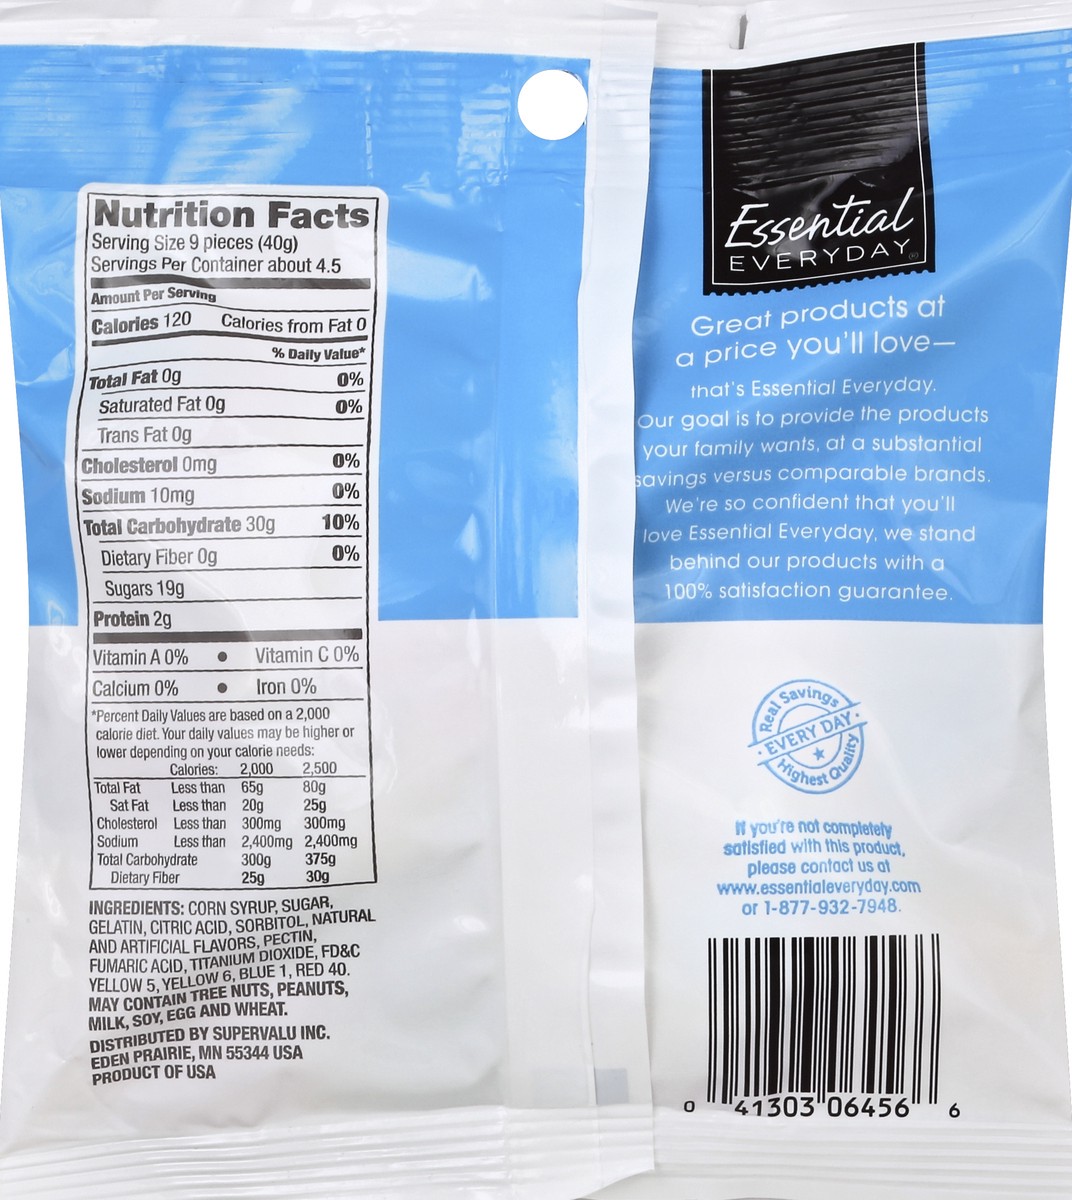 Nutrition Facts
Serving Size 9 pieces (40g)
Servings Per Container about 4.5
Amount Per Serving
Calories 120 Calories from Fat 0
% Daily Value*
Total Fat 0g 0%
Saturated Fat 0g 0%
Trans Fat 0g
Cholesterol 0mg 0%
Sodium 10mg 0%
Total Carbohydrate 30g 10%
Dietary Fiber 0g 0%
Sugars 19g
Protein 2g
Vitamin A 0% • Vitamin C 0%
Calcium 0% • Iron 0%
*Percent Daily Values are based on a 2,000
calorie diet. Your daily values may be higher or
lower depending on your calorie needs:
Calories: 2,000 2,500
Total Fat Less than 65g 80g
Sat Fat Less than 20g 25g
Cholesterol Less than 300mg 300mg
Sodium Less than 2,400mg 2,400mg
Total Carbohydrate 300g 375g
Dietary Fiber 25g 30g
INGREDIENTS: CORN SYRUP, SUGAR,
GELATIN, CITRIC ACID, SORBITOL, NATURAL
AND ARTIFICIAL FLAVORS, PECTIN,
FUMARIC ACID, TITANIUM DIOXIDE, FD&C
YELLOW 5, YELLOW 6, BLUE 1, RED 40.
MAY CONTAIN TREE NUTS, PEANUTS,
MILK, SOY, EGG AND WHEAT.
DISTRIBUTED BY SUPERVALU INC.
EDEN PRAIRIE, MN 55344 USA
PRODUCT OF USA
Essential
EVERYDAY®
Great products at
a price you'll love—
that's Essential Everyday.
Our goal is to provide the products
your family wants, at a substantial
savings versus comparable brands.
We're so confident that you'll
love Essential Everyday, we stand
behind our products with a
100% satisfaction guarantee.
Real Savings
• EVERY DAY •
Highest Quality
If you're not completely
satisfied with this product,
please contact us at
www.essentialeveryday.com
or 1-877-932-7948.
0 41303 06456 6